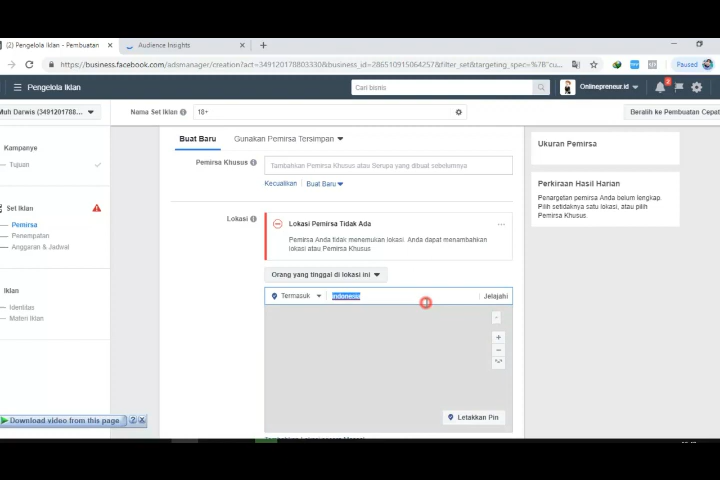 (2) Pengelola Iklan - Pembuatan
Audience Insights
https://business.facebook.com/adsmanager/creation?act=349120178803330&business_id=286510915064257&filter_set&targeting_spec=%7B"cu...
Paused
Pengelola Iklan
Cari bisnis
Onlinepreneur.id
Muh Darwis (3491201788...
Nama Set Iklan
18+
Beralih ke Pembuatan Cepat
Kampanye
Tujuan
Set Iklan
Pemirsa
Penempatan
Anggaran & Jadwal
Iklan
Identitas
Materi Iklan
Buat Baru
Gunakan Pemirsa Tersimpan
Pemirsa Khusus
Tambahkan Pemirsa Khusus atau Serupa yang dibuat sebelumnya
Kecualikan
Buat Baru
Lokasi
Lokasi Pemirsa Tidak Ada
Pemirsa Anda tidak menemukan lokasi. Anda dapat menambahkan
lokasi atau Pemirsa Khusus
Orang yang tinggal di lokasi ini
Termasuk
indonesia
Jelajahi
Letakkan Pin
Ukuran Pemirsa
Perkiraan Hasil Harian
Penargetan pemirsa Anda belum lengkap.
Pilih setidaknya satu lokasi, atau pilih
Pemirsa Khusus.
Download video from this page